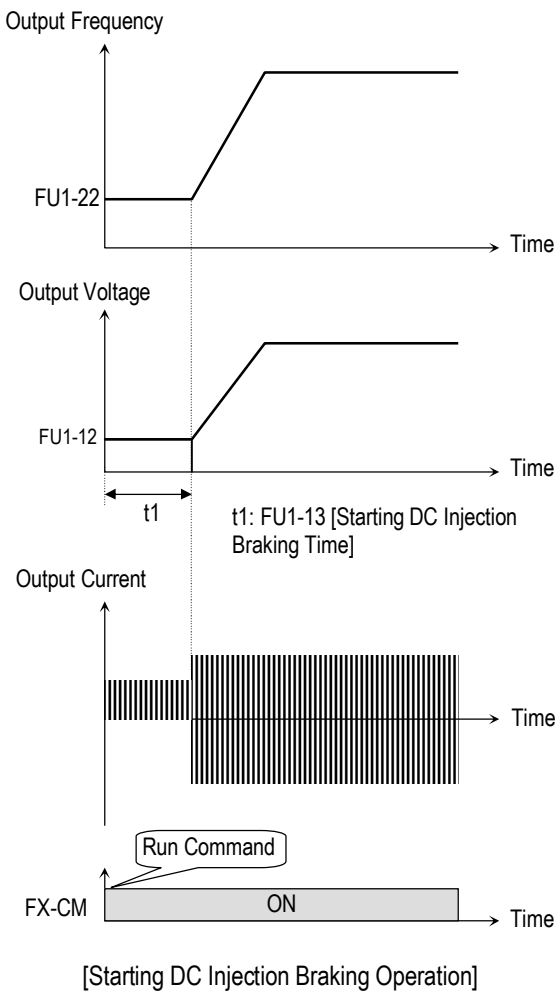 Output Frequency
FU1-22
Time
Output Voltage
FU1-12
Time
t1
t1: FU1-13 [Starting DC Injection
Braking Time]
Output Current
Time
Run Command
FX-CM
ON
Time
[Starting DC Injection Braking Operation]